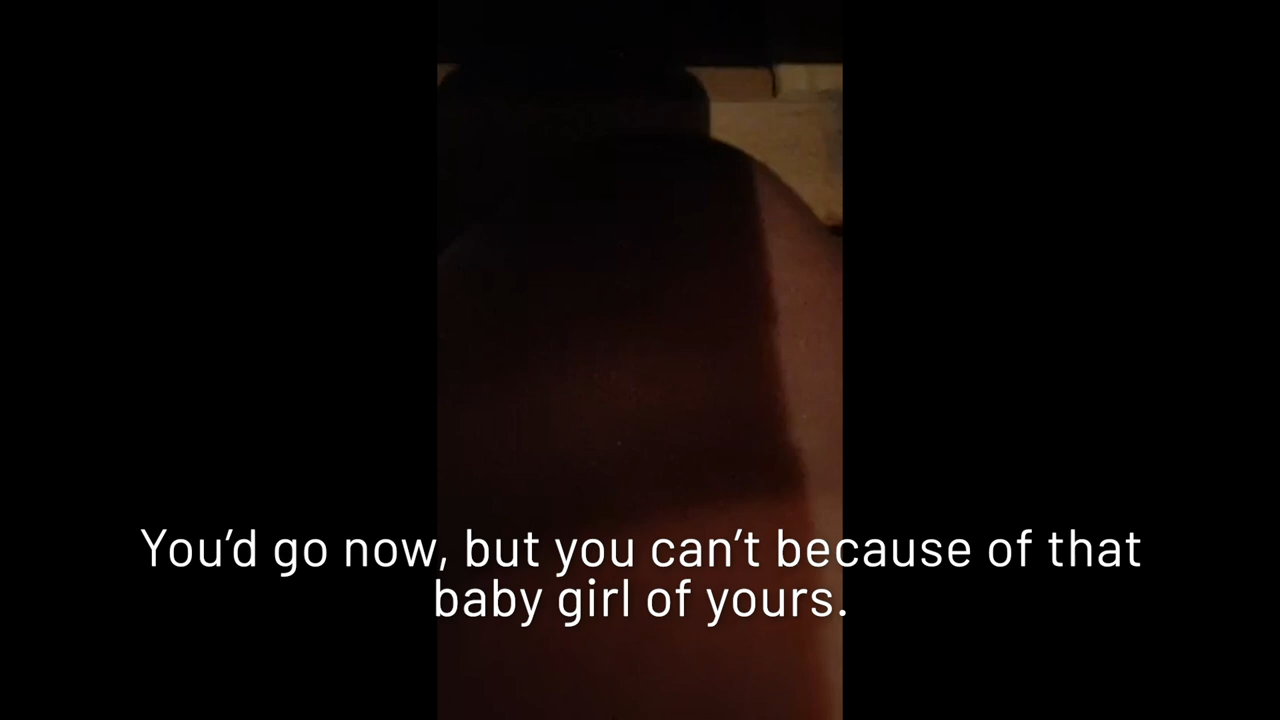 You’d go now, but you can’t because of that
baby girl of yours.